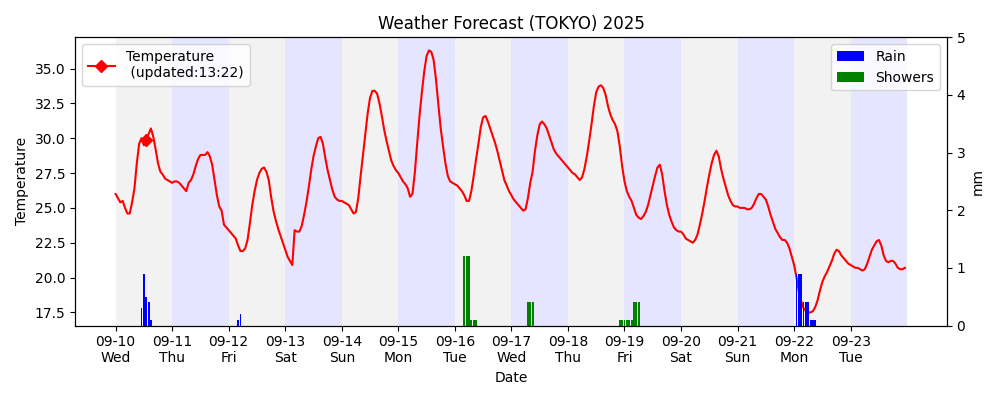 Weather Forecast (TOKYO) 2025
Temperature
(updated:13:22)
Rain
Showers
Temperature
35.0
32.5
30.0
27.5
25.0
22.5
20.0
17.5
5
4
3
2
1
0
mm
09-10 09-11 09-12 09-13 09-14 09-15 09-16 09-17 09-18 09-19 09-20 09-21 09-22 09-23
Wed Thu Fri Sat Sun Mon Tue Wed Thu Fri Sat Sun Mon Tue
Date